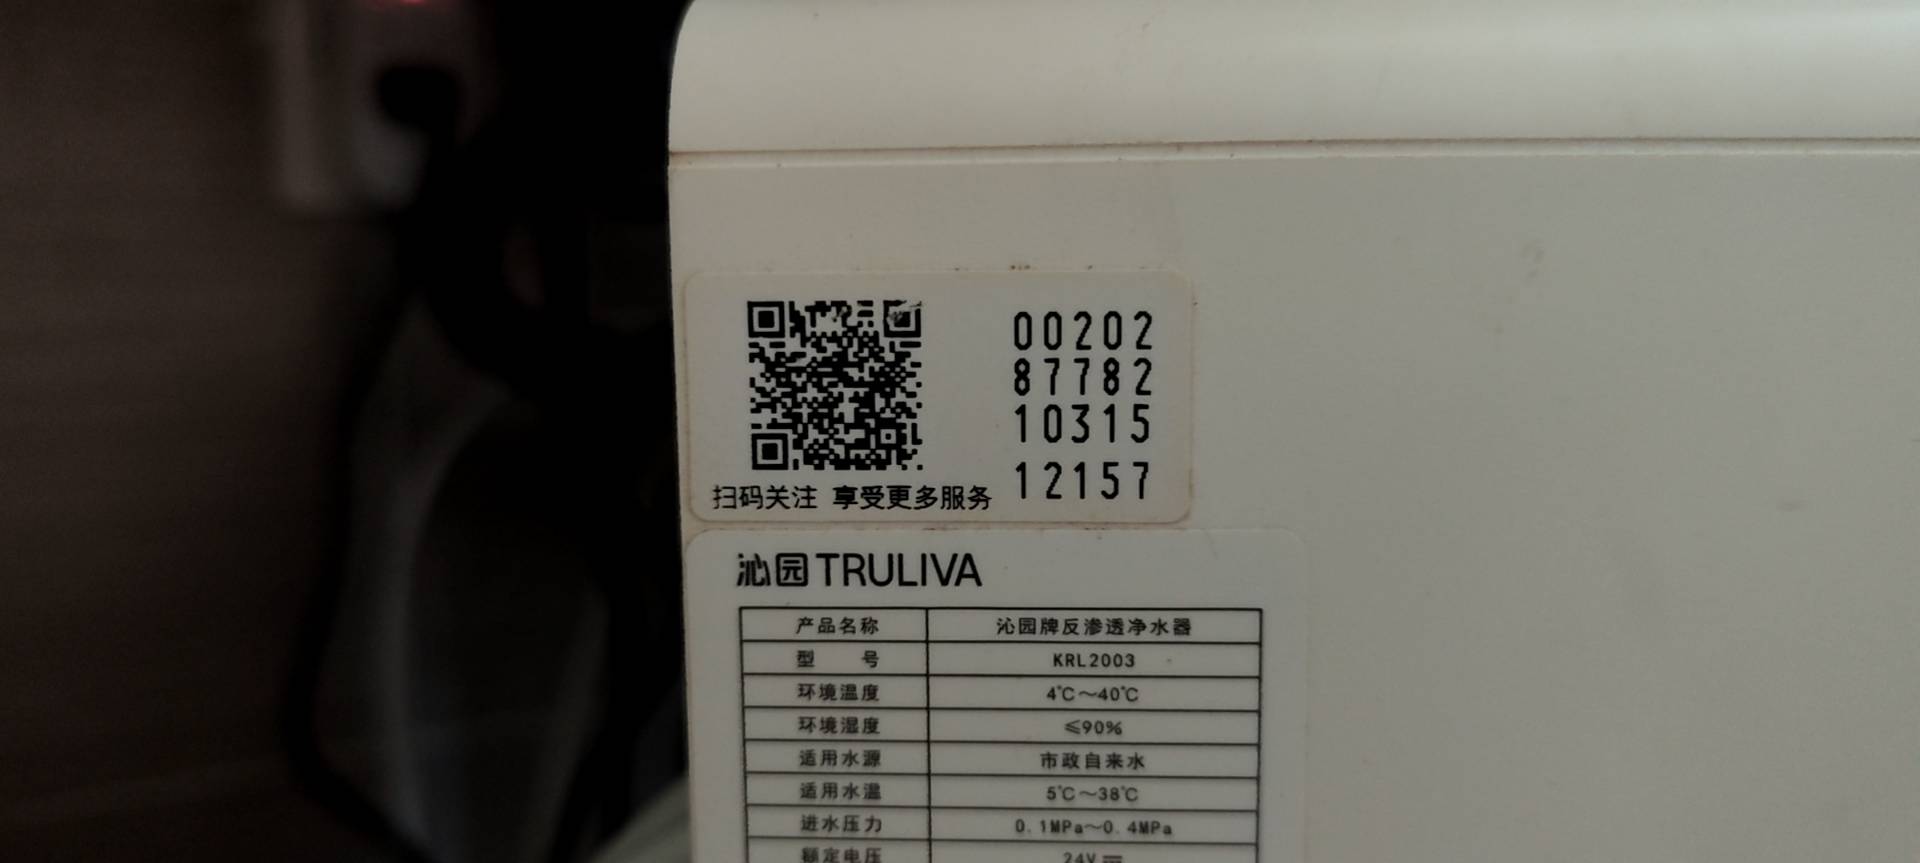 00202
87782
10315
12157
扫码关注 享受更多服务
沁园TRULIVA
产品名称 沁园牌反渗透净水器
型 号 KRL2003
环境温度 4℃～40℃
环境湿度 ≤90%
适用水源 市政自来水
适用水温 5℃～38℃
进水压力 0.1MPa～0.4MPa
额定电压 24V⎓